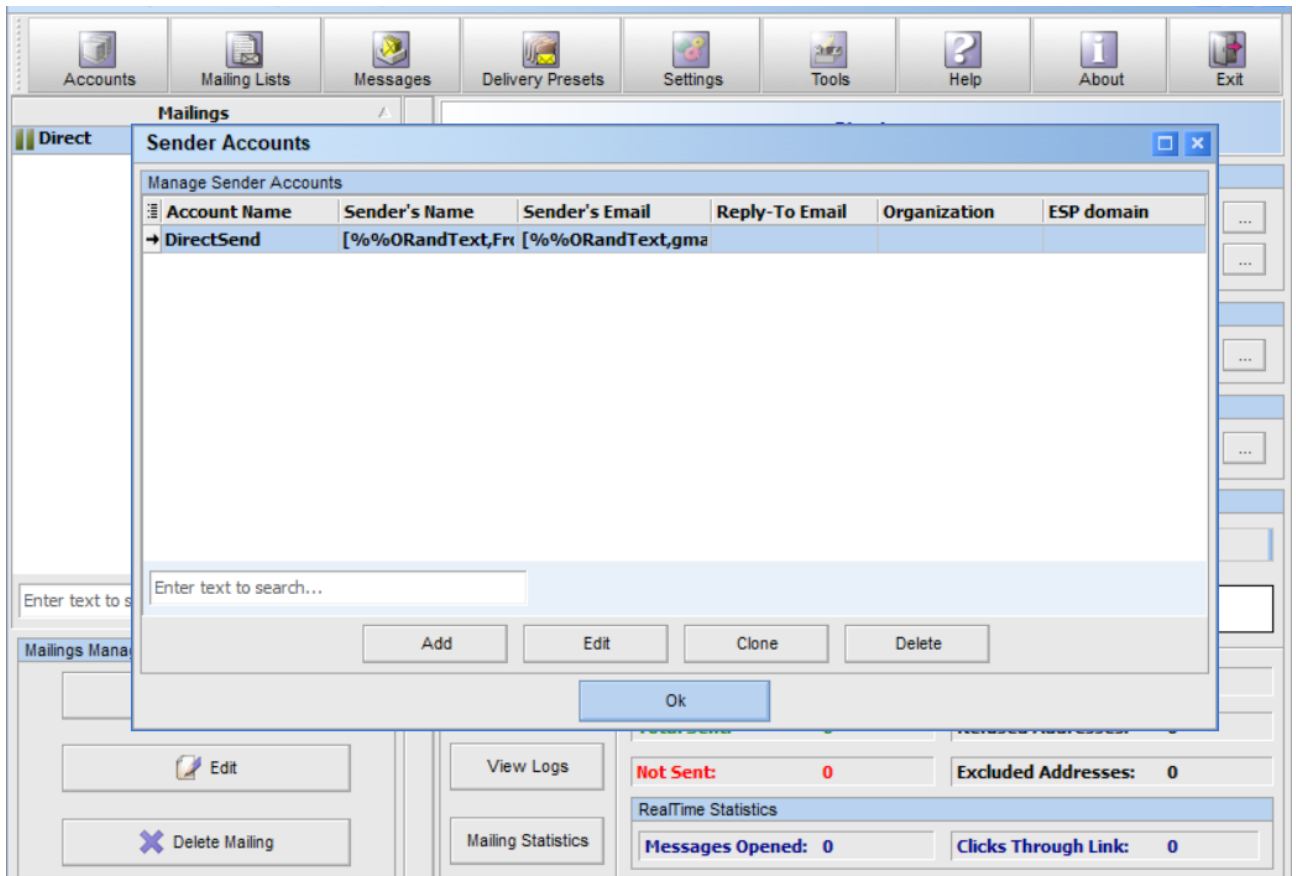 Accounts Mailing Lists Messages Delivery Presets Settings Tools Help About Exit
Mailings
Direct
Sender Accounts
Manage Sender Accounts
Account Name Sender's Name Sender's Email Reply-To Email Organization ESP domain
DirectSend [%%ORandText,Fro [%%ORandText,gma
Enter text to search...
Enter text to s
Add Edit Clone Delete
Mailings Mana
Ok
Edit
View Logs
Not Sent: 0 Excluded Addresses: 0
RealTime Statistics
Delete Mailing
Mailing Statistics
Messages Opened: 0 Clicks Through Link: 0